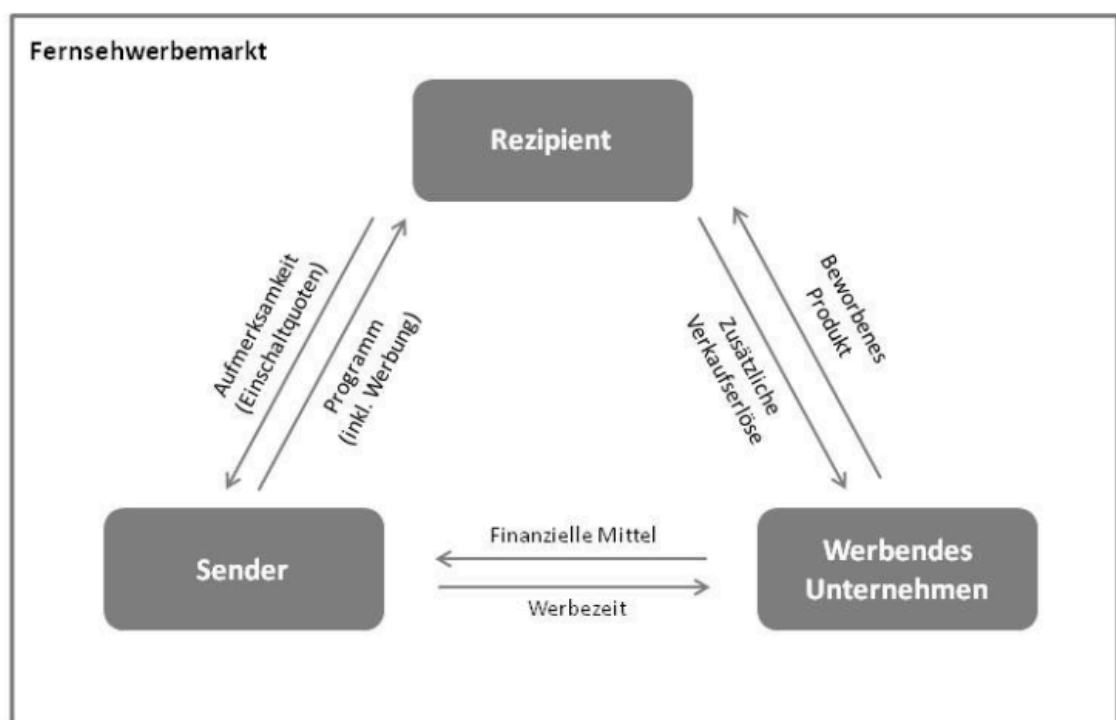 Fernsehwerbemarkt
Rezipient
Aufmerksamkeit
(Einschaltquoten)
Programm
(inkl. Werbung)
Zusätzliche
Verkaufserlöse
Beworbenes
Produkt
Sender
Finanzielle Mittel
Werbezeit
Werbendes
Unternehmen